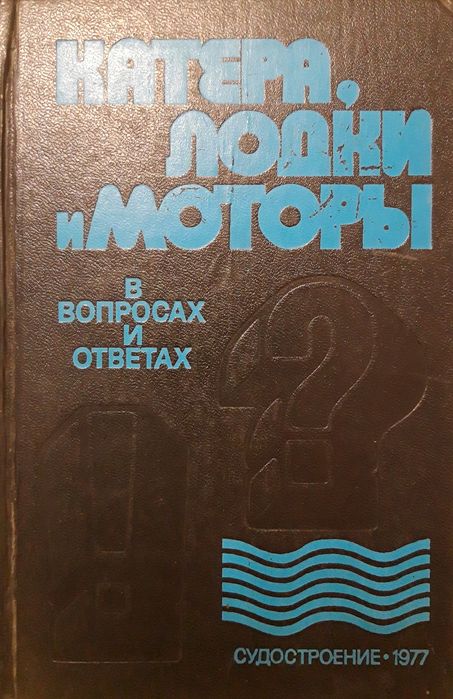 КАТЕРА,
ЛОДКИ
и МОТОРЫ
В
ВОПРОСАХ
И
ОТВЕТАХ
!
?
СУДОСТРОЕНИЕ • 1977